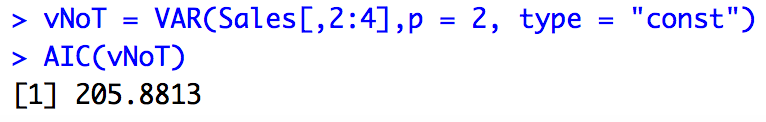 > vNoT = VAR(Sales[,2:4],p = 2, type = "const")
> AIC(vNoT)
[1] 205.8813